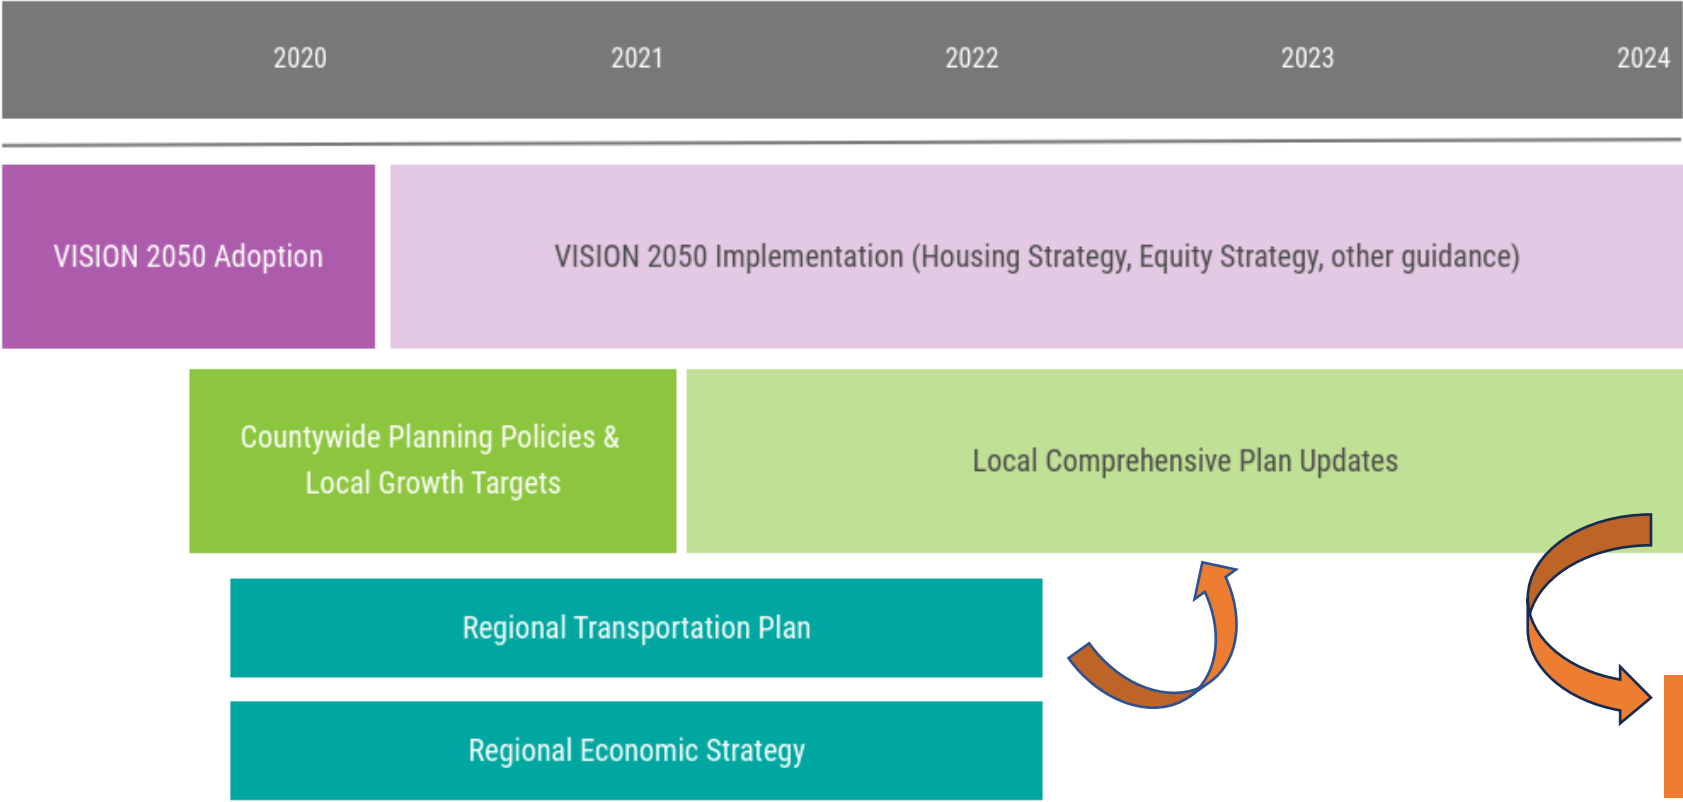 2020 2021 2022 2023 2024
VISION 2050 Adoption
VISION 2050 Implementation (Housing Strategy, Equity Strategy, other guidance)
Countywide Planning Policies &
Local Growth Targets
Local Comprehensive Plan Updates
Regional Transportation Plan
Regional Economic Strategy